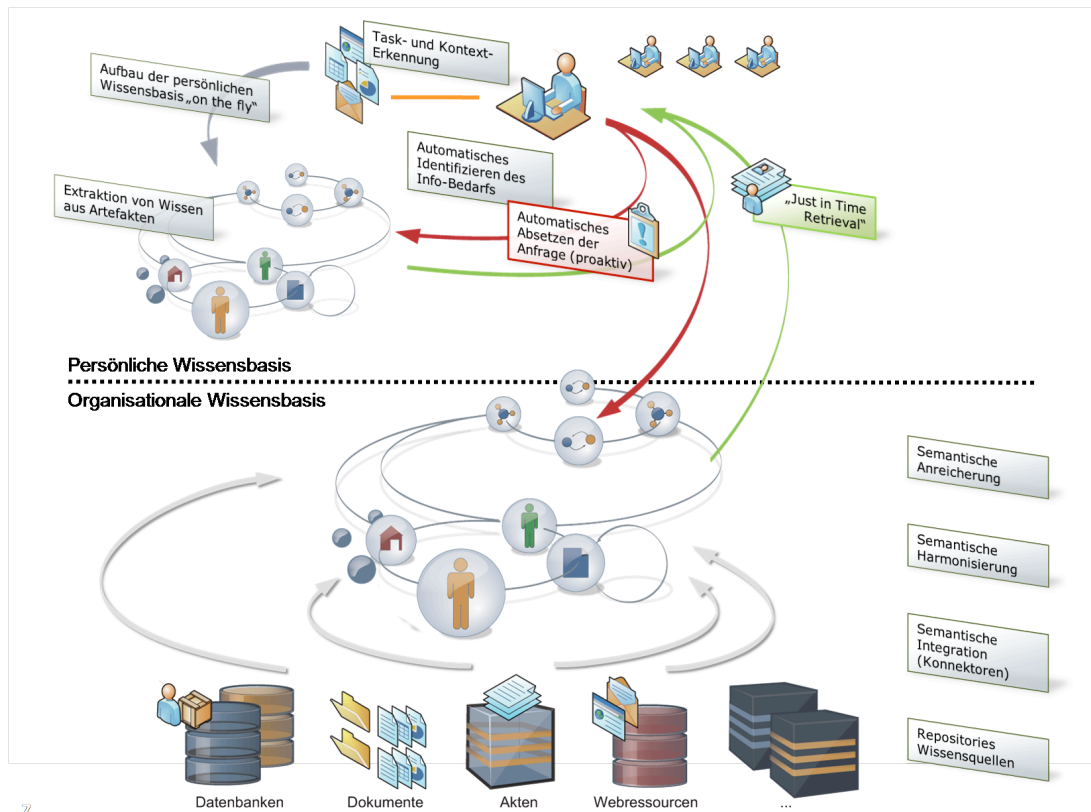 Task- und Kontext-
Erkennung
Aufbau der persönlichen
Wissensbasis „on the fly“
Automatisches
Identifizieren des
Info-Bedarfs
Extraktion von Wissen
aus Artefakten
„Just in Time
Retrieval“
Automatisches
Absetzen der
Anfrage (proaktiv)
Persönliche Wissensbasis
Organisationale Wissensbasis
Semantische
Anreicherung
Semantische
Harmonisierung
Semantische
Integration
(Konnektoren)
Repositories
Wissensquellen
Datenbanken
Dokumente
Akten
Webressourcen
...
7